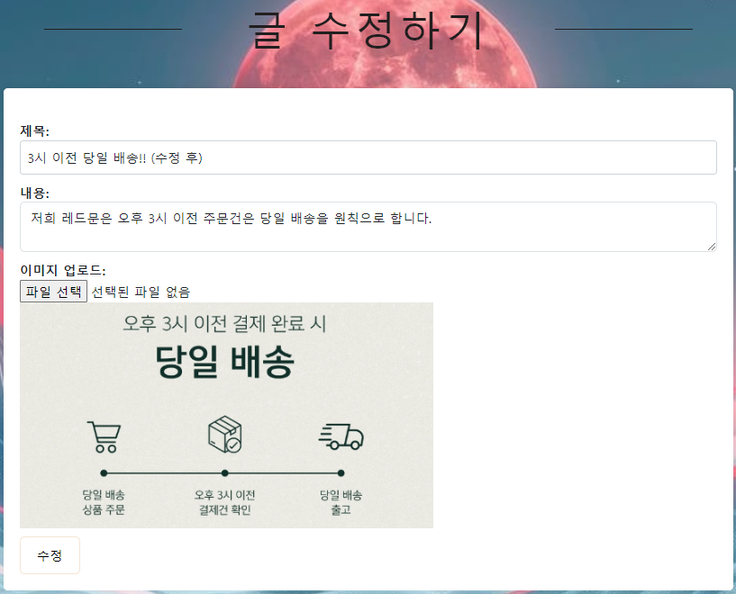 글 수정하기
제목:
3시 이전 당일 배송!! (수정 후)
내용:
저희 레드문은 오후 3시 이전 주문건은 당일 배송을 원칙으로 합니다.
이미지 업로드:
파일 선택 선택된 파일 없음
오후 3시 이전 결제 완료 시
당일 배송
당일 배송
상품 주문
오후 3시 이전
결제건 확인
당일 배송
출고
수정